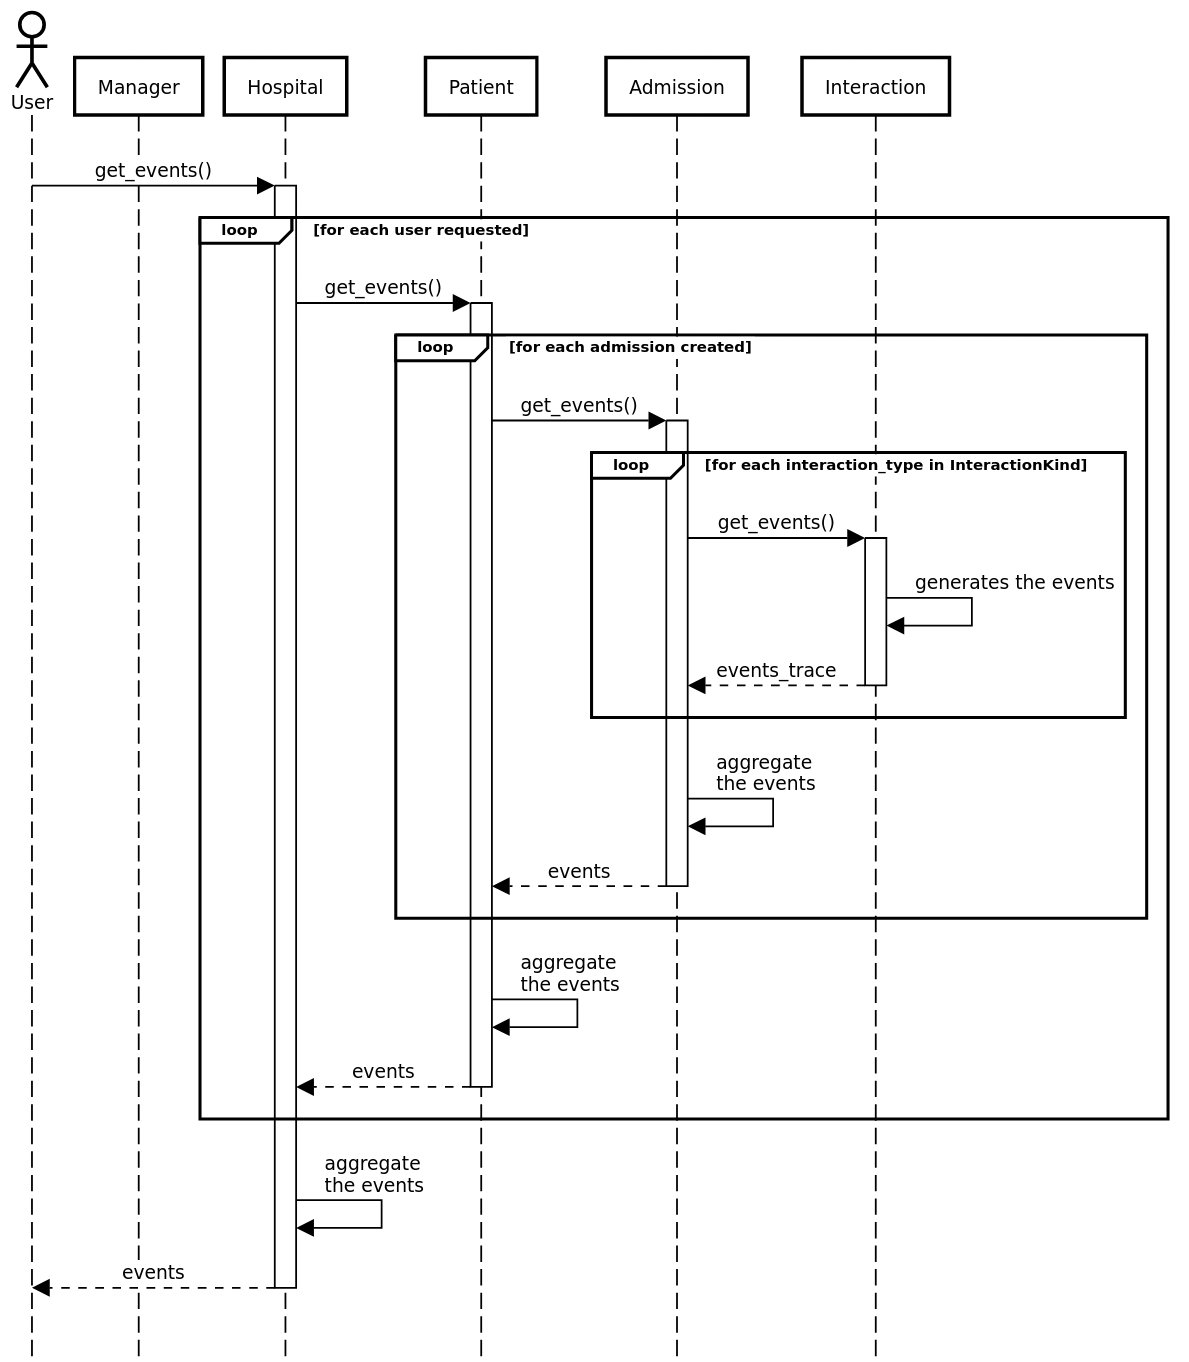 User
Manager
Hospital
Patient
Admission
Interaction
get_events()
loop
[for each user requested]
get_events()
loop
[for each admission created]
get_events()
loop
[for each interaction_type in InteractionKind]
get_events()
generates the events
events_trace
aggregate
the events
events
aggregate
the events
events
aggregate
the events
events